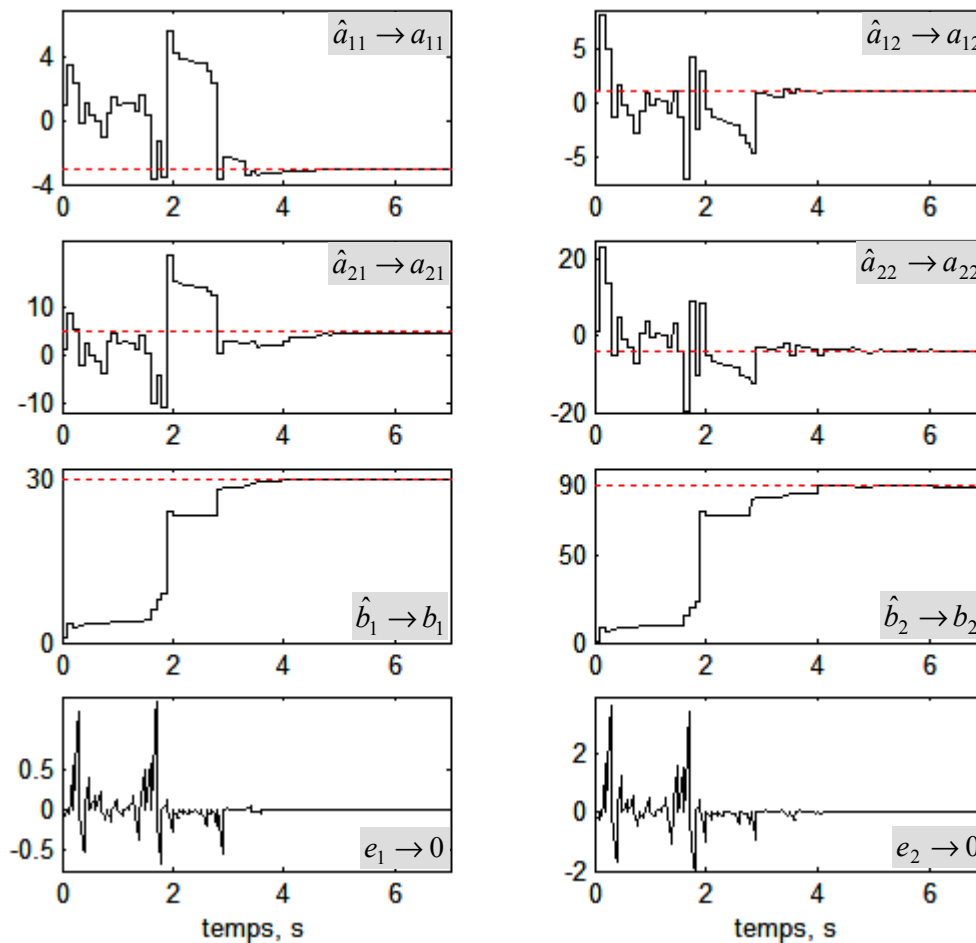 4
0
-4
0 2 4 6
â₁₁ → a₁₁
5
0
-5
0 2 4 6
â₁₂ → a₁₂
10
0
-10
0 2 4 6
â₂₁ → a₂₁
20
0
-20
0 2 4 6
â₂₂ → a₂₂
30
0
0 2 4 6
b̂₁ → b₁
90
50
0
0 2 4 6
b̂₂ → b₂
0.5
0
-0.5
0 2 4 6
e₁ → 0
temps, s
2
0
-2
0 2 4 6
e₂ → 0
temps, s